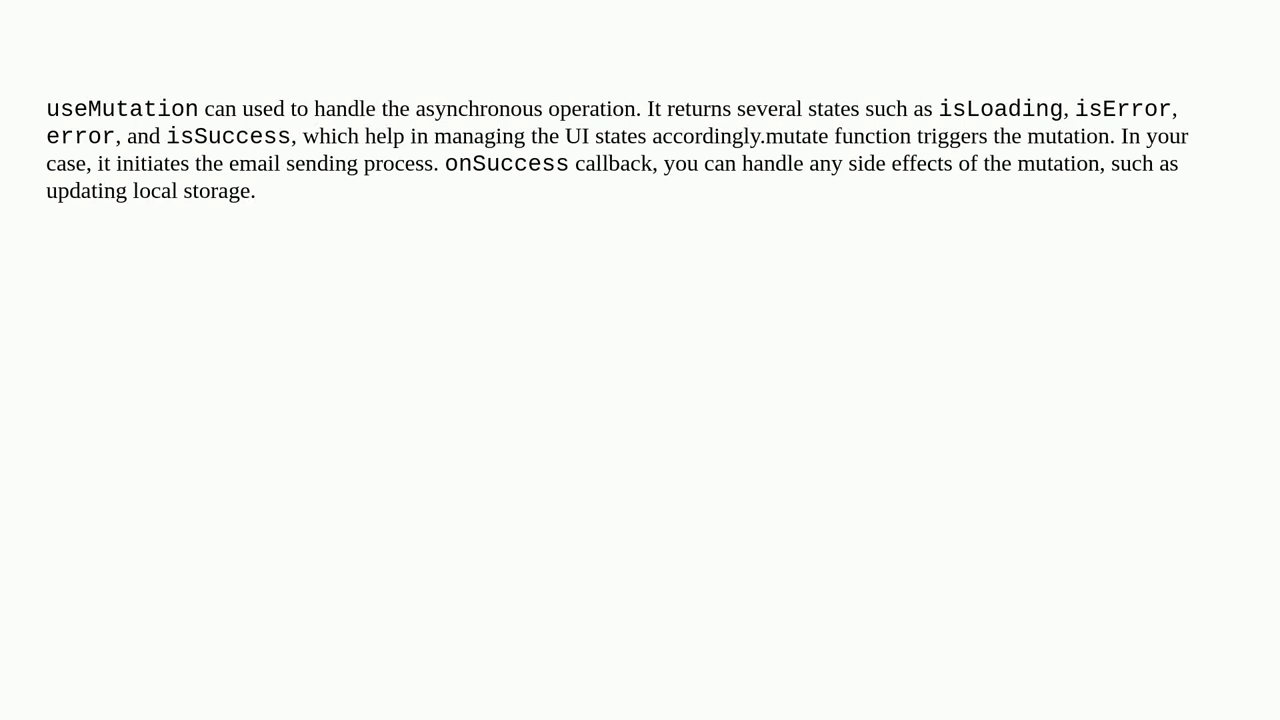 useMutation can used to handle the asynchronous operation. It returns several states such as isLoading, isError,
error, and isSuccess, which help in managing the UI states accordingly.mutate function triggers the mutation. In your
case, it initiates the email sending process. onSuccess callback, you can handle any side effects of the mutation, such as
updating local storage.